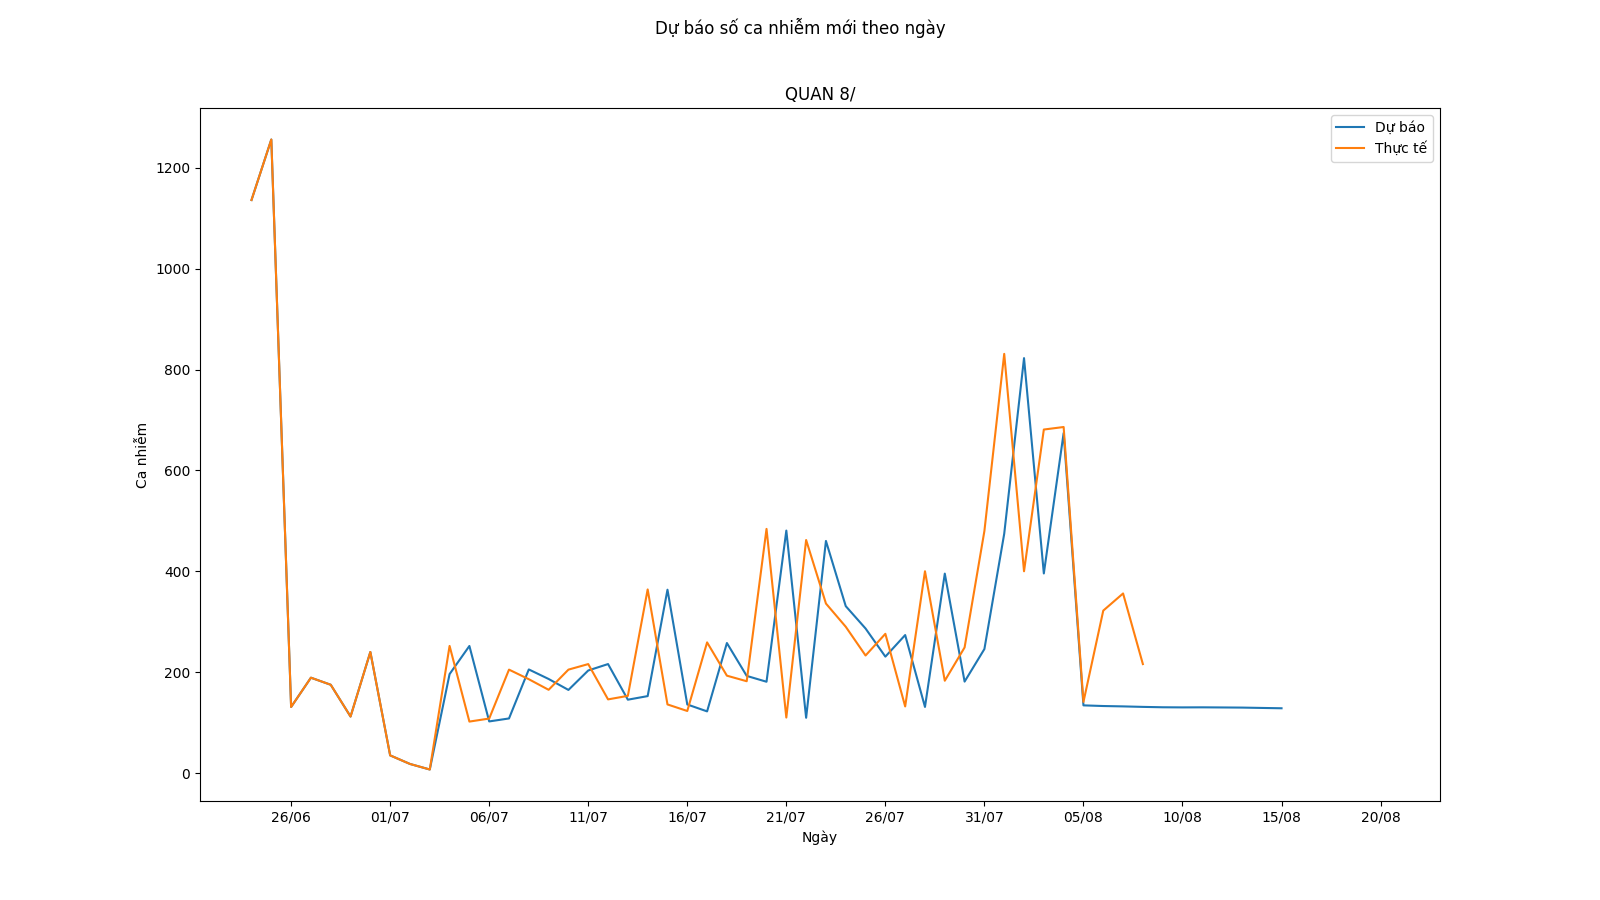 Dự báo số ca nhiễm mới theo ngày
QUAN 8/
Dự báo
Thực tế
1200
1000
800
600
400
200
0
Ca nhiễm
26/06 01/07 06/07 11/07 16/07 21/07 26/07 31/07 05/08 10/08 15/08 20/08
Ngày